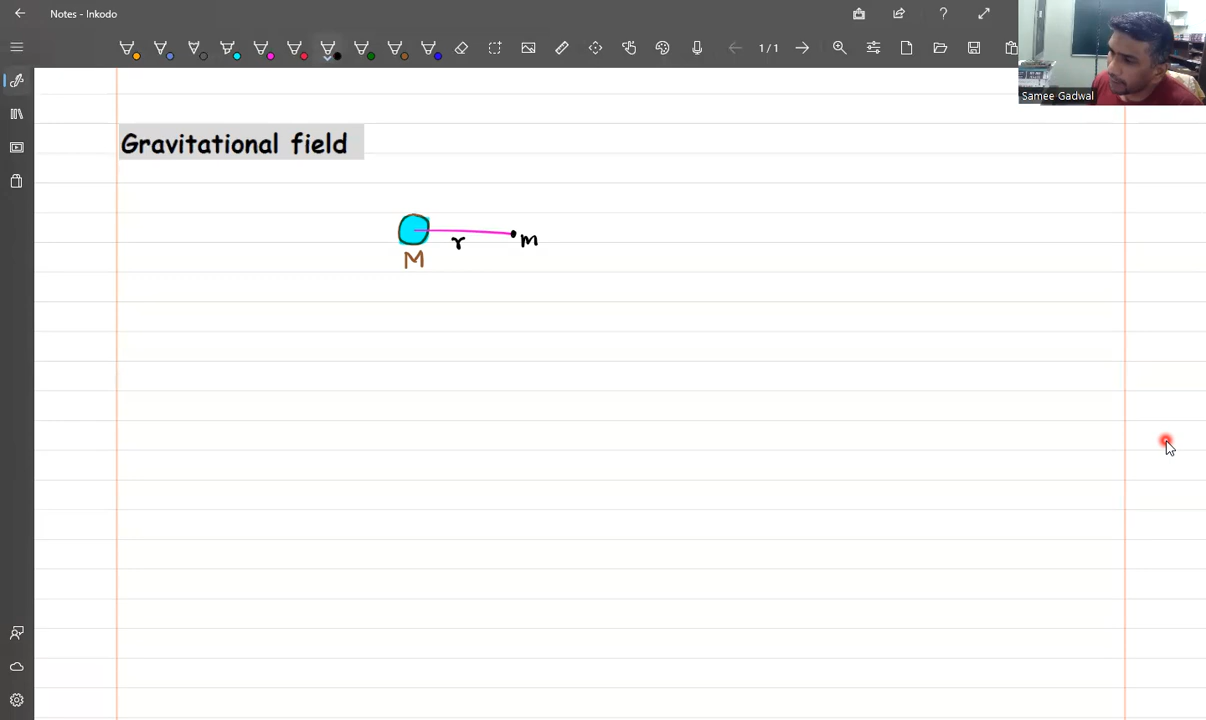 Notes - Inkodo
1 / 1
Samee Gadwal
Gravitational field
r
m
M